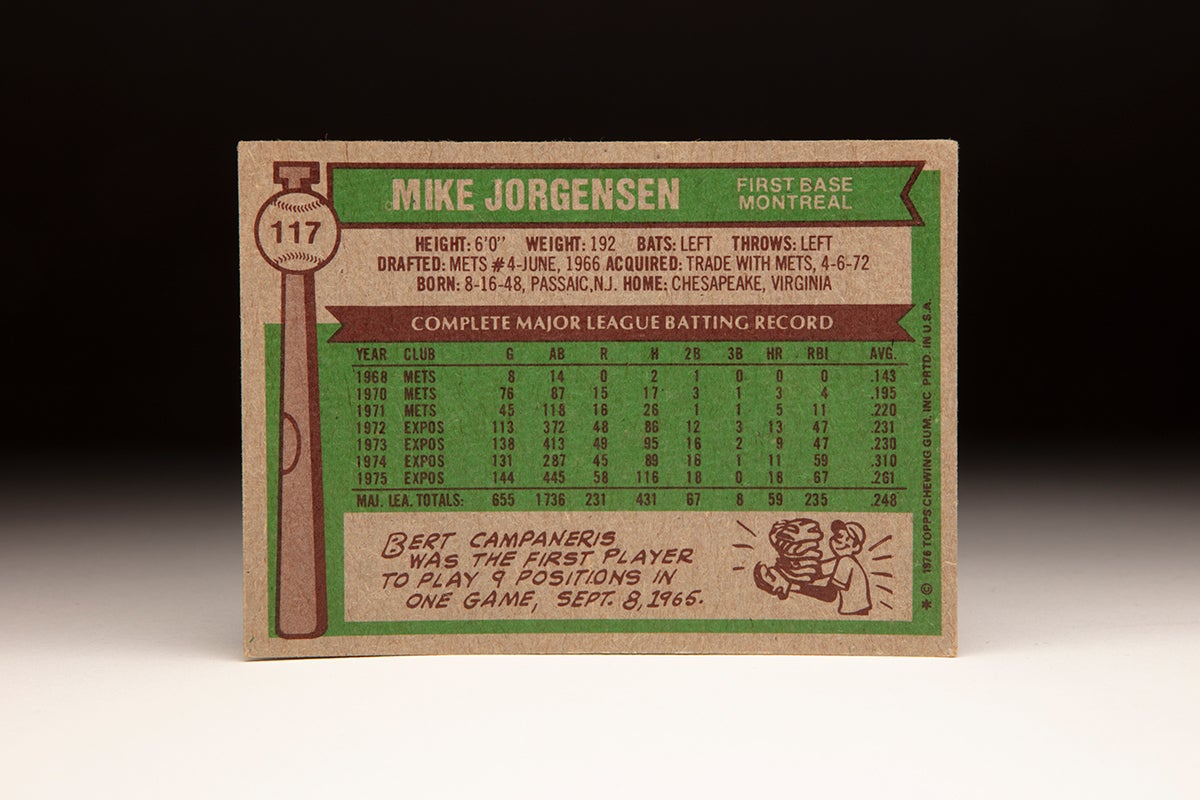 T
117
MIKE JORGENSEN
FIRST BASE
MONTREAL
HEIGHT: 6'0" WEIGHT: 192 BATS: LEFT THROWS: LEFT
DRAFTED: METS #4-JUNE, 1966 ACQUIRED: TRADE WITH METS, 4-6-72
BORN: 8-16-48, PASSAIC, N.J. HOME: CHESAPEAKE, VIRGINIA
COMPLETE MAJOR LEAGUE BATTING RECORD
YEAR CLUB G AB R H 2B 3B HR RBI AVG.
1968 METS 8 14 0 2 1 0 0 0 .143
1970 METS 76 87 15 17 3 1 3 4 .195
1971 METS 45 118 16 26 1 1 5 11 .220
1972 EXPOS 113 372 48 86 12 3 13 47 .231
1973 EXPOS 138 413 49 95 16 2 9 47 .230
1974 EXPOS 131 287 45 89 16 1 11 59 .310
1975 EXPOS 144 445 58 116 18 0 18 67 .261
MAJ. LEA. TOTALS: 655 1736 231 431 67 8 59 235 .248
BERT CAMPANERIS
WAS THE FIRST PLAYER
TO PLAY 9 POSITIONS IN
ONE GAME, SEPT. 8, 1965.
* © 1976 TOPPS CHEWING GUM, INC. PRTD. IN U.S.A.